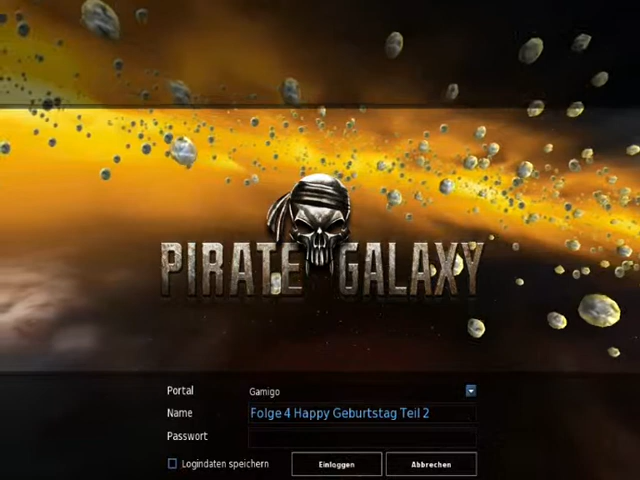 PIRATE GALAXY
Portal Gamigo
Name Folge 4 Happy Geburtstag Teil 2
Passwort
Logindaten speichern Einloggen Abbrechen